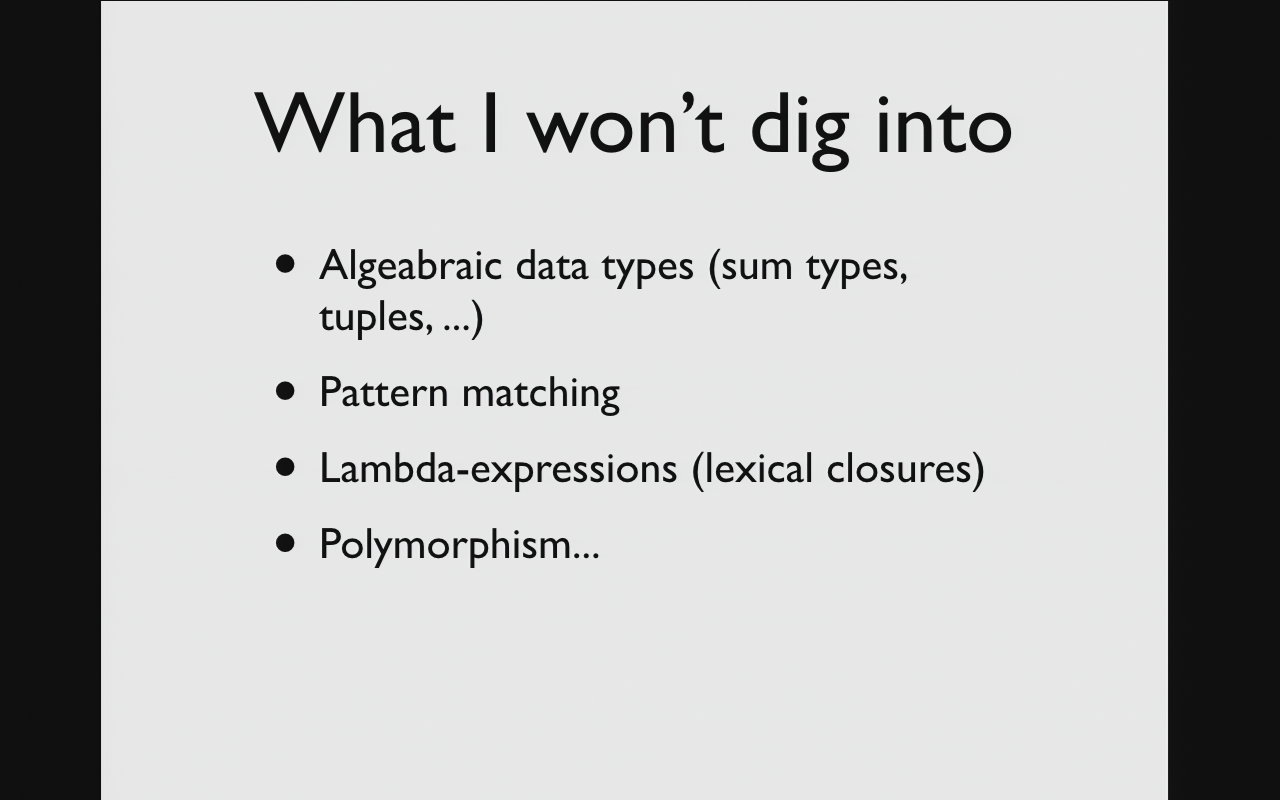 What I won’t dig into
• Algeabraic data types (sum types,
tuples, ...)
• Pattern matching
• Lambda-expressions (lexical closures)
• Polymorphism...